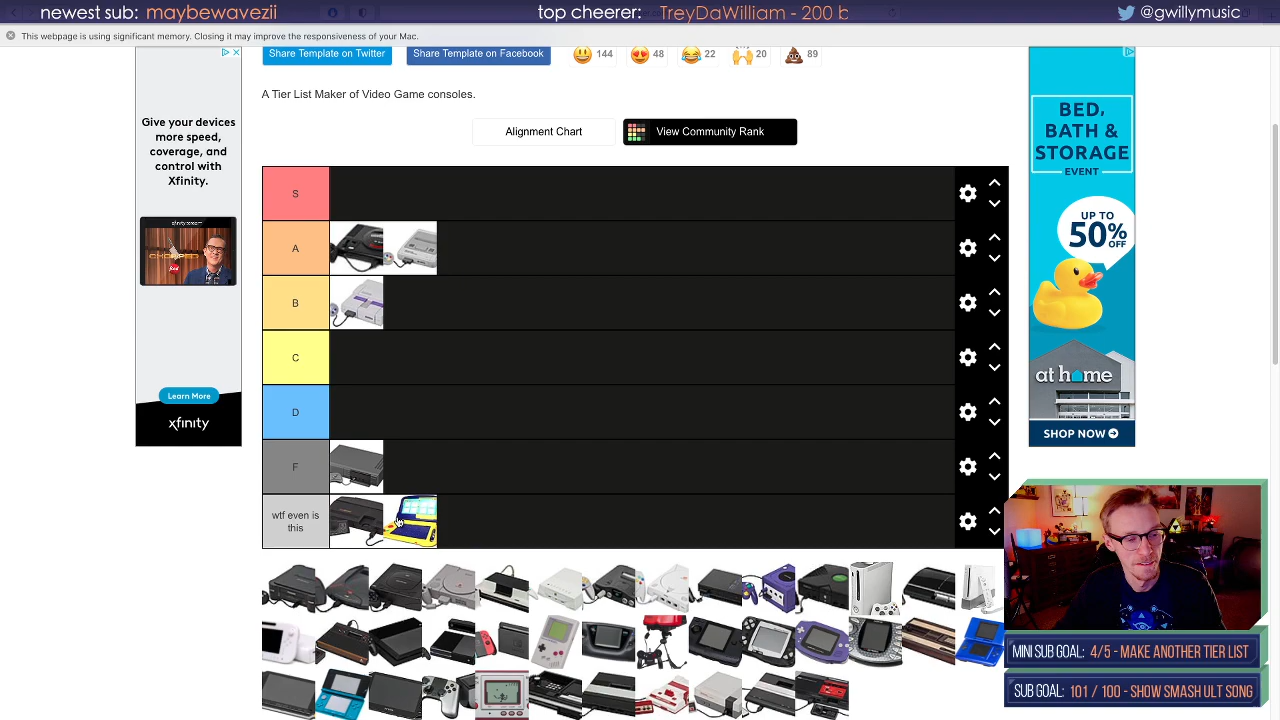 newest sub: maybewavezii
top cheerer: TreyDaWilliam - 200 b
@gwillymusic
This webpage is using significant memory. Closing it may improve the responsiveness of your Mac.
Share Template on Twitter
Share Template on Facebook
144
48
22
20
89
A Tier List Maker of Video Game consoles.
Alignment Chart
View Community Rank
S
A
B
C
D
F
wtf even is
this
Give your devices
more speed,
coverage, and
control with
Xfinity.
Learn More
xfinity
BED,
BATH &
STORAGE
EVENT
UP TO
50%
OFF
at home
SHOP NOW
MINI SUB GOAL: 4/5 - MAKE ANOTHER TIER LIST
SUB GOAL: 101 / 100 - SHOW SMASH ULT SONG